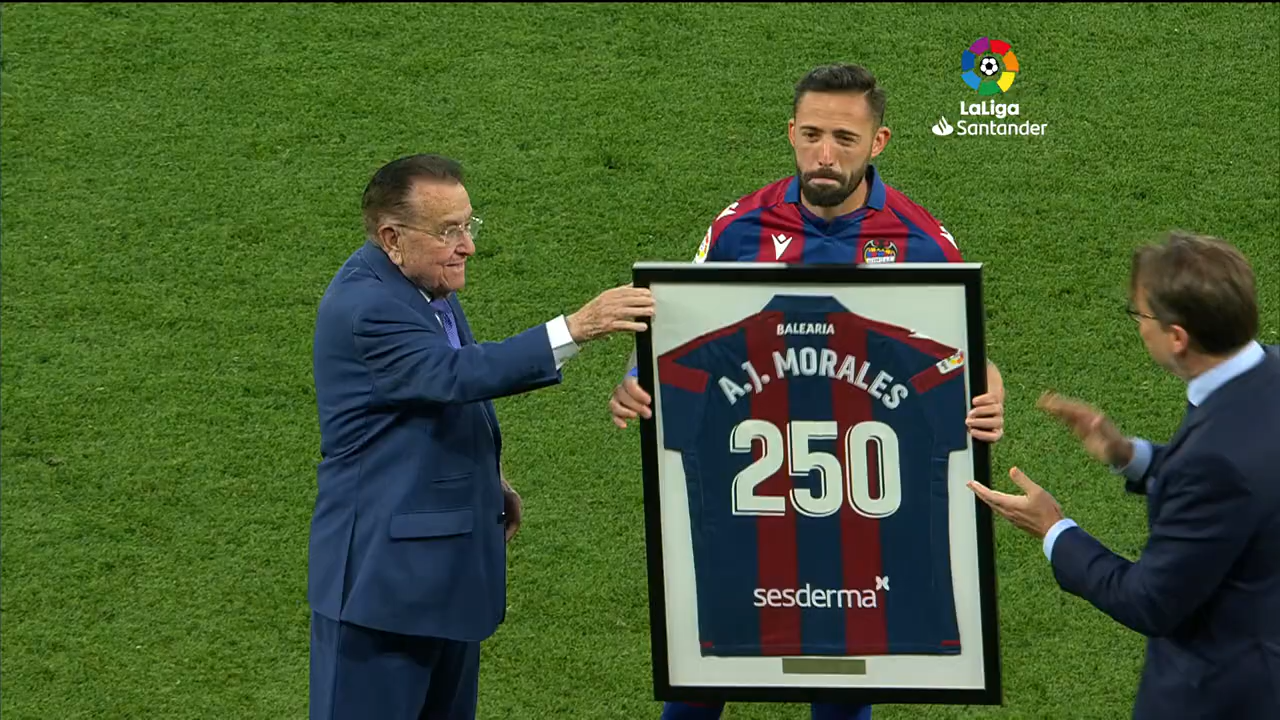 LaLiga
Santander
BALEARIA
A.J. MORALES
250
sesderma